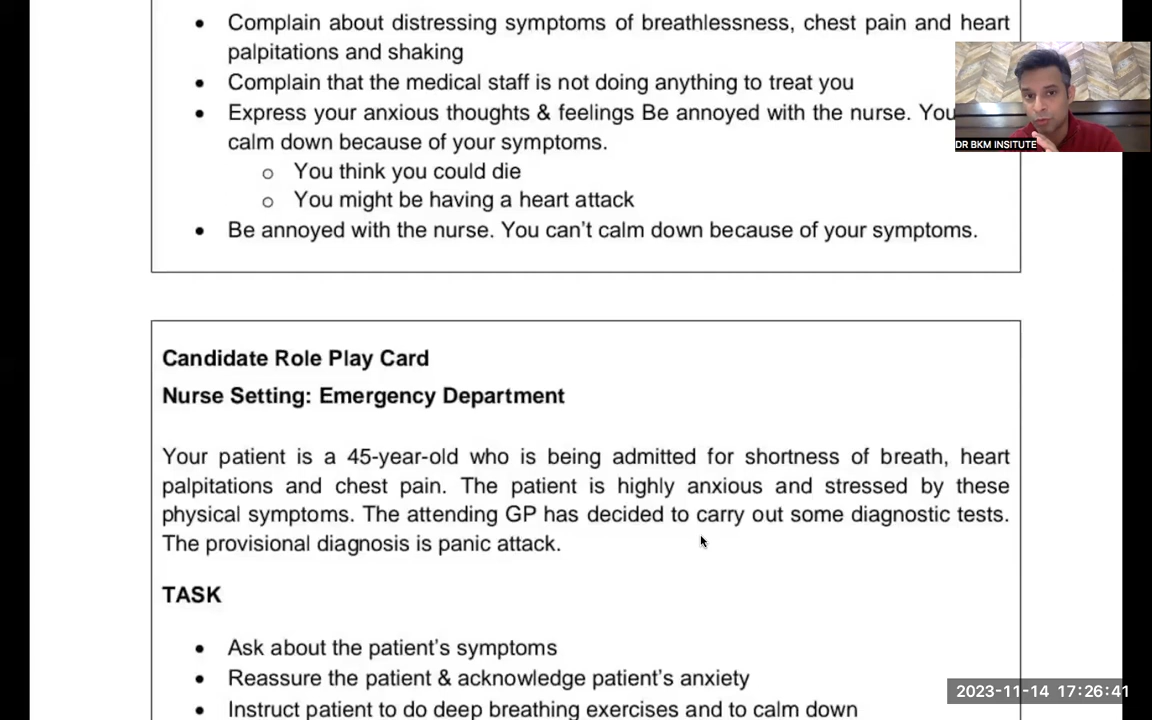 • Complain about distressing symptoms of breathlessness, chest pain and heart
palpitations and shaking
• Complain that the medical staff is not doing anything to treat you
• Express your anxious thoughts & feelings Be annoyed with the nurse. You
calm down because of your symptoms.
o You think you could die
o You might be having a heart attack
• Be annoyed with the nurse. You can't calm down because of your symptoms.
DR BKM INSITUTE
Candidate Role Play Card
Nurse Setting: Emergency Department
Your patient is a 45-year-old who is being admitted for shortness of breath, heart
palpitations and chest pain. The patient is highly anxious and stressed by these
physical symptoms. The attending GP has decided to carry out some diagnostic tests.
The provisional diagnosis is panic attack.
TASK
• Ask about the patient's symptoms
• Reassure the patient & acknowledge patient's anxiety
• Instruct patient to do deep breathing exercises and to calm down
2023-11-14 17:26:41